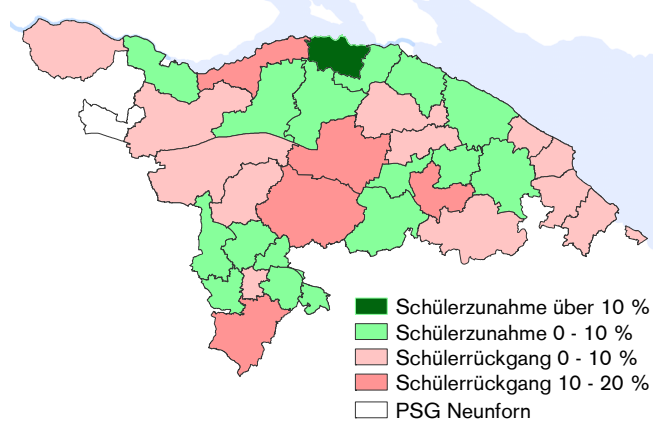 Schülerzunahme über 10 %
Schülerzunahme 0 - 10 %
Schülerrückgang 0 - 10 %
Schülerrückgang 10 - 20 %
PSG Neunforn